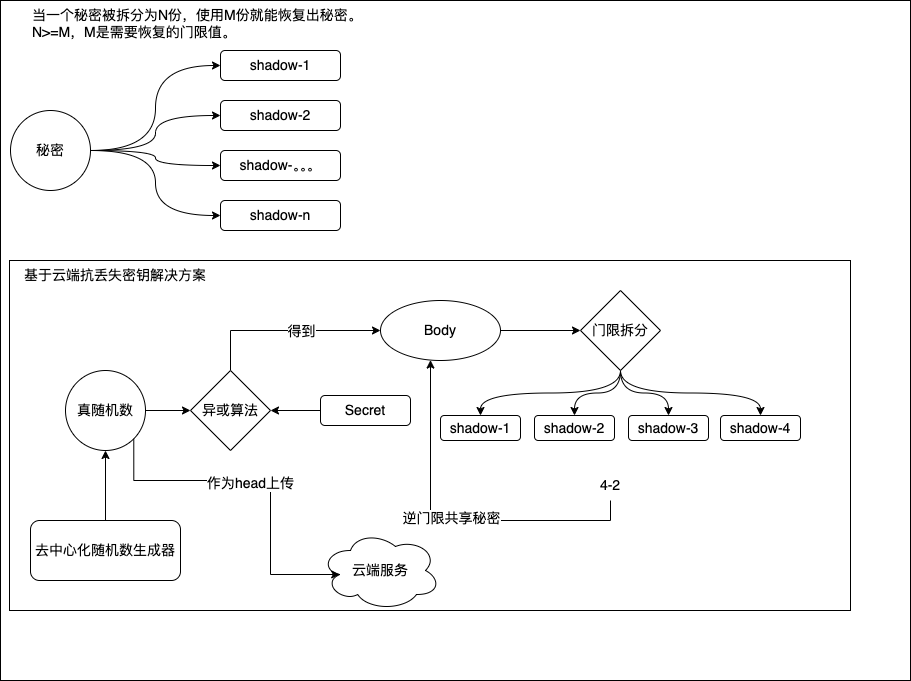 当一个秘密被拆分为N份，使用M份就能恢复出秘密。
N>=M，M是需要恢复的门限值。
shadow-1
shadow-2
秘密
shadow-。。。
shadow-n
基于云端抗丢失密钥解决方案
得到
Body
门限拆分
真随机数
异或算法
Secret
shadow-1
shadow-2
shadow-3
shadow-4
作为head上传
4-2
逆门限共享秘密
去中心化随机数生成器
云端服务